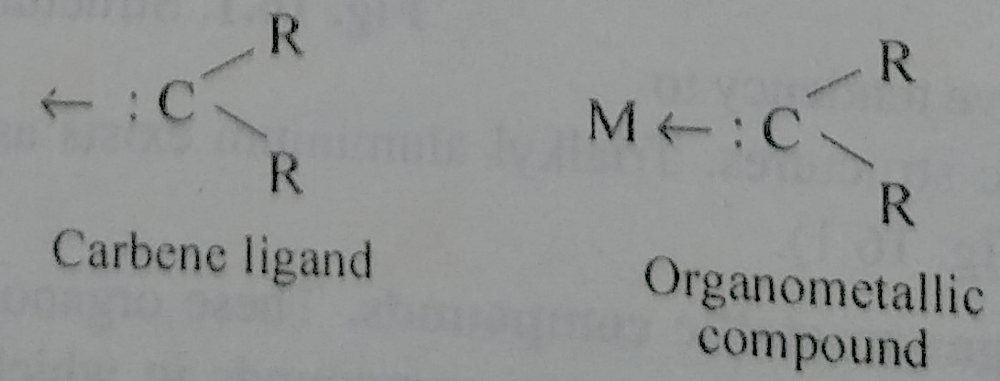 R
← : C
R
Carbene ligand
R
M ← : C
R
Organometallic
compound